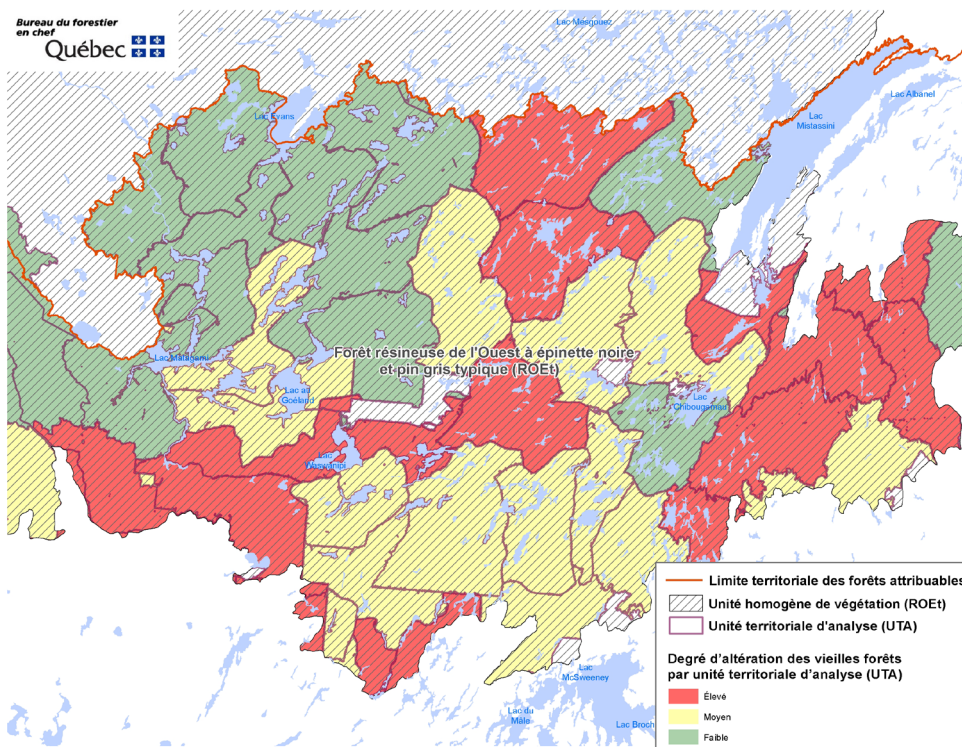 Bureau du forestier
en chef
Québec
Lac Mesgouez
Lac Albanel
Lac
Mistassini
Lac Evans
Lac Matagami
Forêt résineuse de l'Ouest à épinette noire
et pin gris typique (ROEt)
Lac au
Goéland
Lac
Chibougamau
Lac
Waswanipi
Limite territoriale des forêts attribuables
Unité homogène de végétation (ROEt)
Unité territoriale d'analyse (UTA)
Degré d'altération des vieilles forêts
par unité territoriale d'analyse (UTA)
Élevé
Moyen
Faible
Lac
McSweeney
Lac du
Mâle
Lac Broch